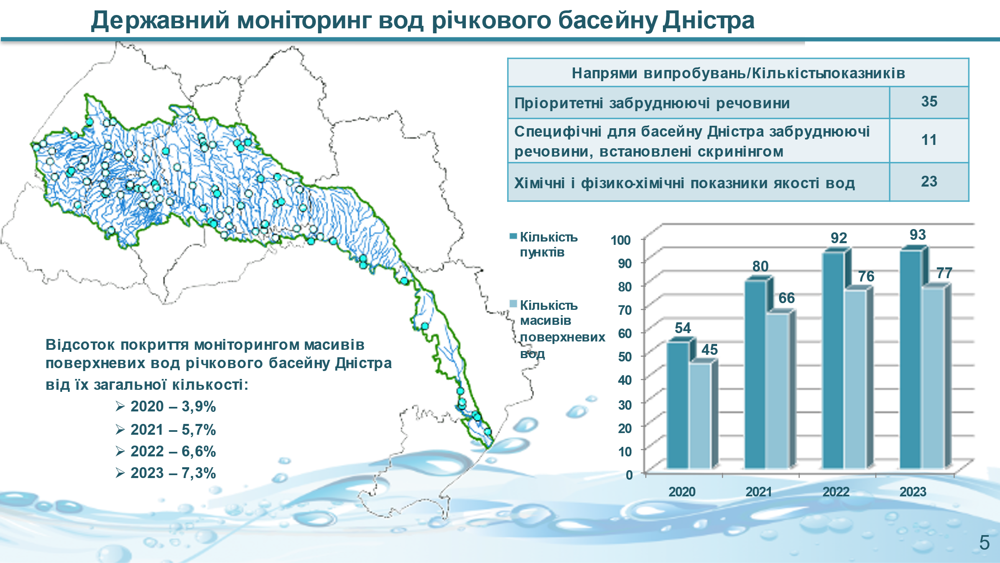 Державний моніторинг вод річкового басейну Дністра
Напрями випробувань/Кількістьпоказників
Пріоритетні забруднюючі речовини 35
Специфічні для басейну Дністра забруднюючі
речовини, встановлені скринінгом
11
Хімічні і фізико-хімічні показники якості вод 23
Відсоток покриття моніторингом масивів
поверхневих вод річкового басейну Дністра
від їх загальної кількості:
➢ 2020 – 3,9%
➢ 2021 – 5,7%
➢ 2022 – 6,6%
➢ 2023 – 7,3%
Кількість
пунктів
Кількість
масивів
поверхневих
вод
100
90
80
70
60
50
40
30
20
10
0
54
45
80
66
92
76
93
77
2020 2021 2022 2023
5